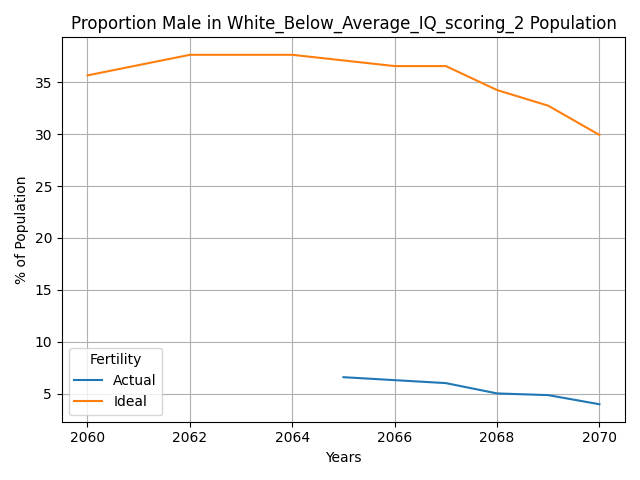 Proportion Male in White_Below_Average_IQ_scoring_2 Population
% of Population
35
30
25
20
15
10
5
Fertility
Actual
Ideal
2060 2062 2064 2066 2068 2070
Years